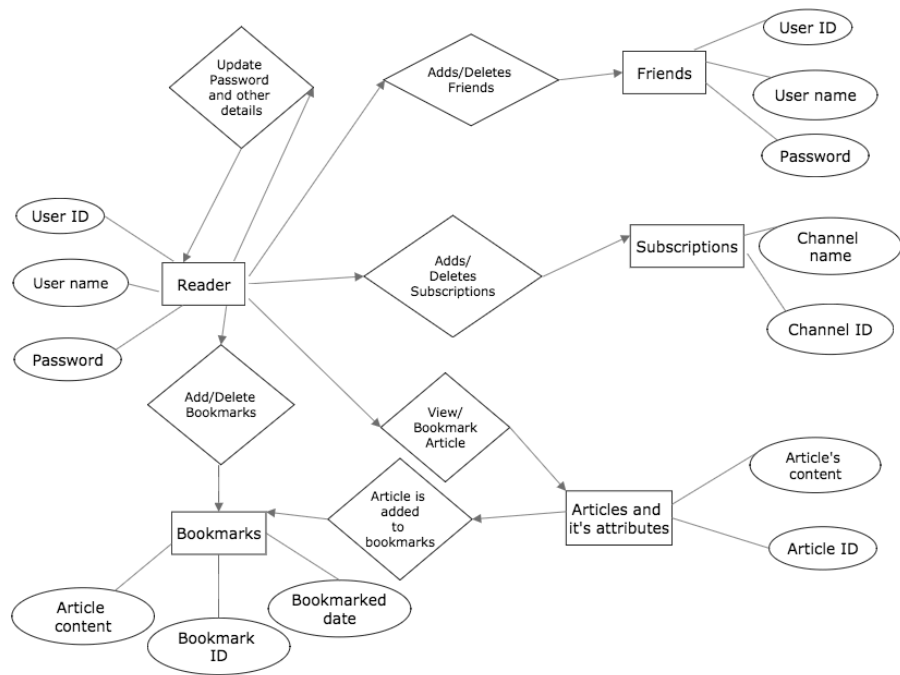 User ID
Update
Password
and other
details
Adds/Deletes
Friends
Friends
User name
Password
User ID
User name
Password
Reader
Adds/
Deletes
Subscriptions
Subscriptions
Channel
name
Channel ID
Add/Delete
Bookmarks
View/
Bookmark
Article
Article's
content
Article is
added
to
bookmarks
Articles and
it's attributes
Article ID
Bookmarks
Article
content
Bookmark
ID
Bookmarked
date